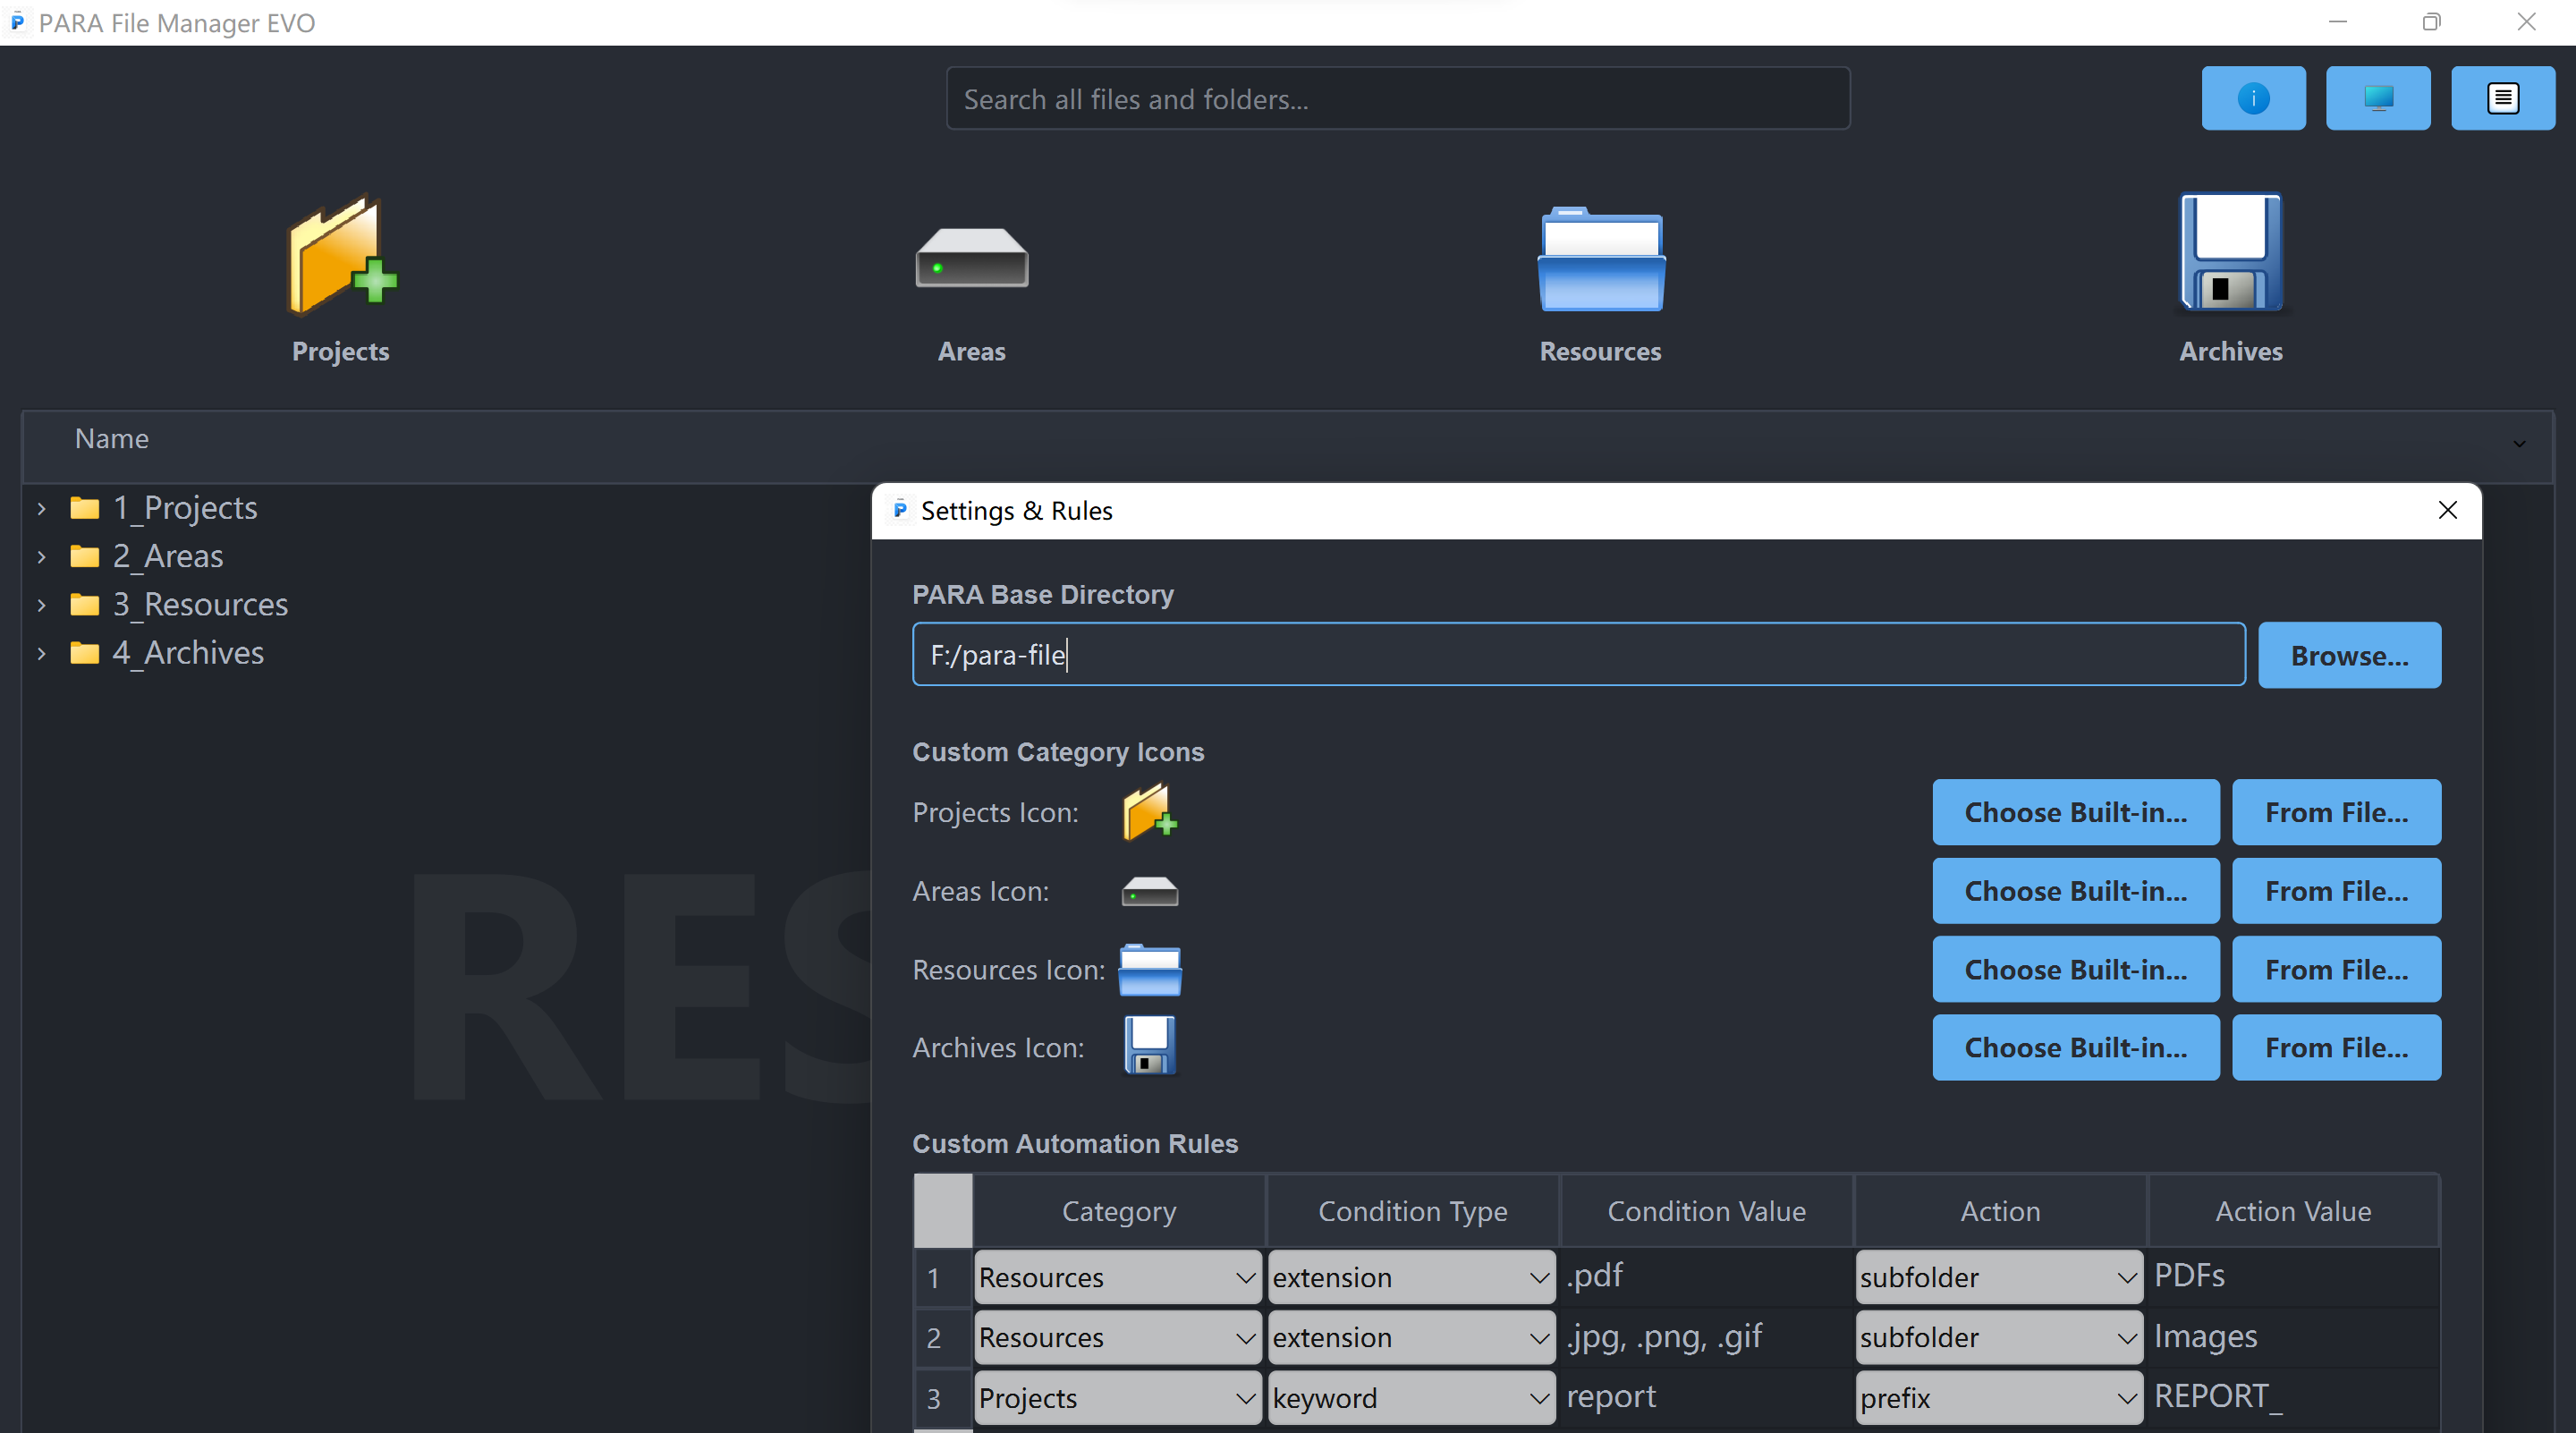 PARA File Manager EVO
Search all files and folders...
Projects
Areas
Resources
Archives
Name
1_Projects
2_Areas
3_Resources
4_Archives
RES
Settings & Rules
PARA Base Directory
F:/para-file
Browse...
Custom Category Icons
Projects Icon:
Choose Built-in...
From File...
Areas Icon:
Choose Built-in...
From File...
Resources Icon:
Choose Built-in...
From File...
Archives Icon:
Choose Built-in...
From File...
Custom Automation Rules
Category Condition Type Condition Value Action Action Value
1 Resources extension .pdf subfolder PDFs
2 Resources extension .jpg, .png, .gif subfolder Images
3 Projects keyword report prefix REPORT_